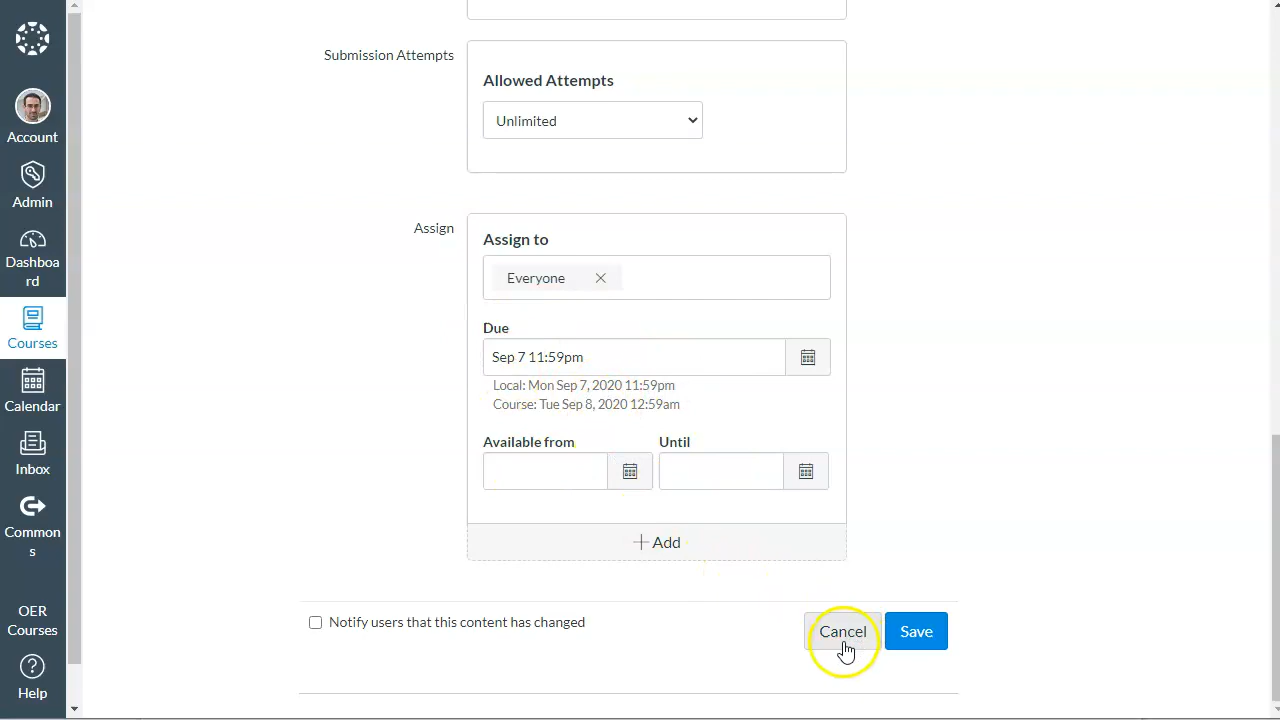 Account
Admin
Dashboa
rd
Courses
Calendar
Inbox
Common
s
OER
Courses
Help
Submission Attempts
Allowed Attempts
Unlimited
Assign
Assign to
Everyone
Due
Sep 7 11:59pm
Local: Mon Sep 7, 2020 11:59pm
Course: Tue Sep 8, 2020 12:59am
Available from Until
Add
Notify users that this content has changed
Cancel Save